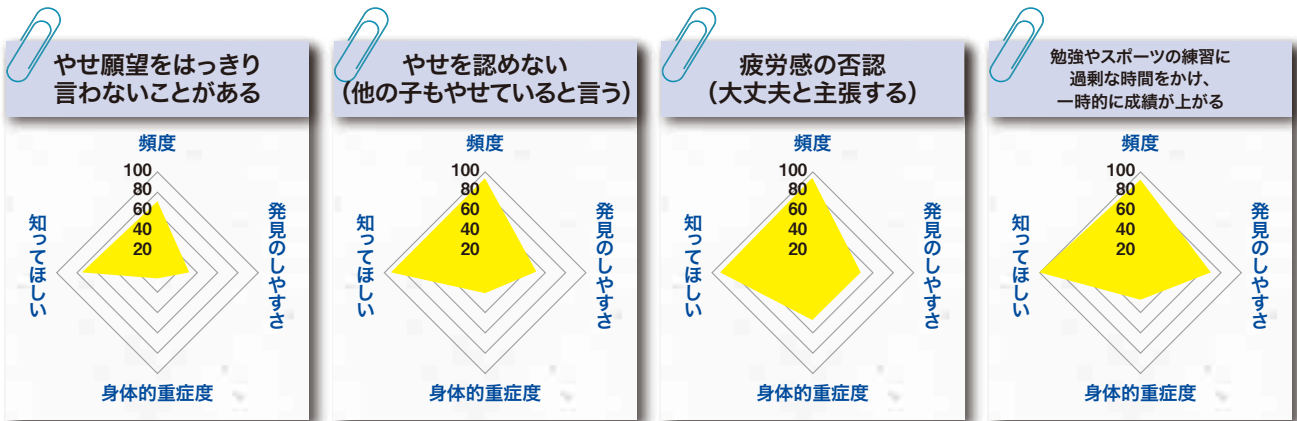 やせ願望をはっきり
言わないことがある
頻度
100
80
60
40
20
知ってほしい
発見のしやすさ
身体的重症度
やせを認めない
（他の子もやせていると言う）
頻度
100
80
60
40
20
知ってほしい
発見のしやすさ
身体的重症度
疲労感の否認
（大丈夫と主張する）
頻度
100
80
60
40
20
知ってほしい
発見のしやすさ
身体的重症度
勉強やスポーツの練習に
過剰な時間をかけ、
一時的に成績が上がる
頻度
100
80
60
40
20
知ってほしい
発見のしやすさ
身体的重症度